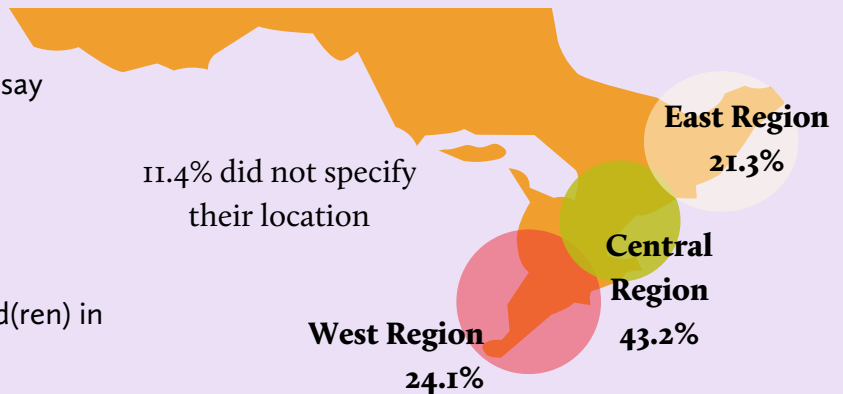 say
East Region
21.3%
11.4% did not specify
their location
Central
Region
43.2%
d(ren) in
West Region
24.1%